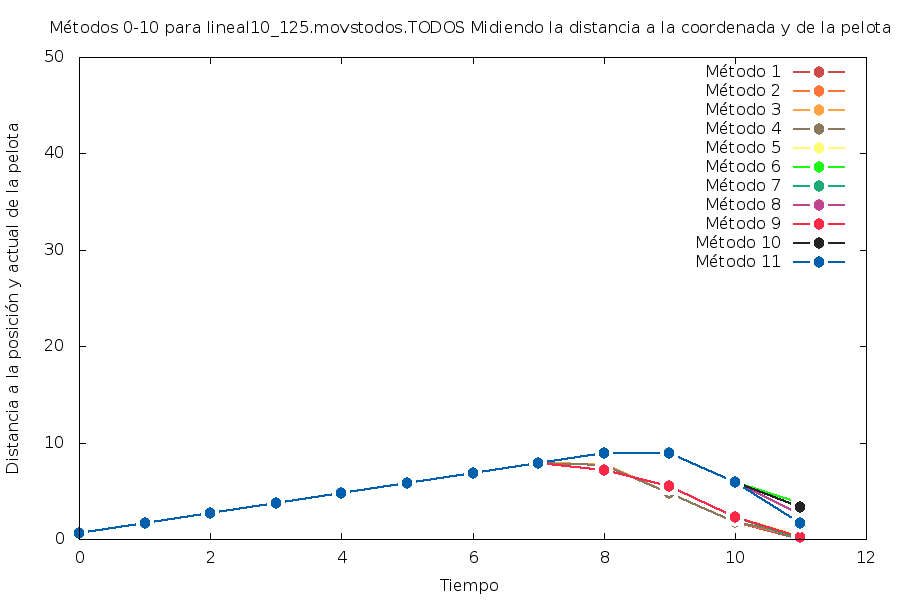 Métodos 0-10 para lineal10_125.movstodos.TODOS Midiendo la distancia a la coordenada y de la pelota
Distancia a la posición y actual de la pelota
50
40
30
20
10
0
0 2 4 6 8 10 12
Tiempo
Método 1
Método 2
Método 3
Método 4
Método 5
Método 6
Método 7
Método 8
Método 9
Método 10
Método 11